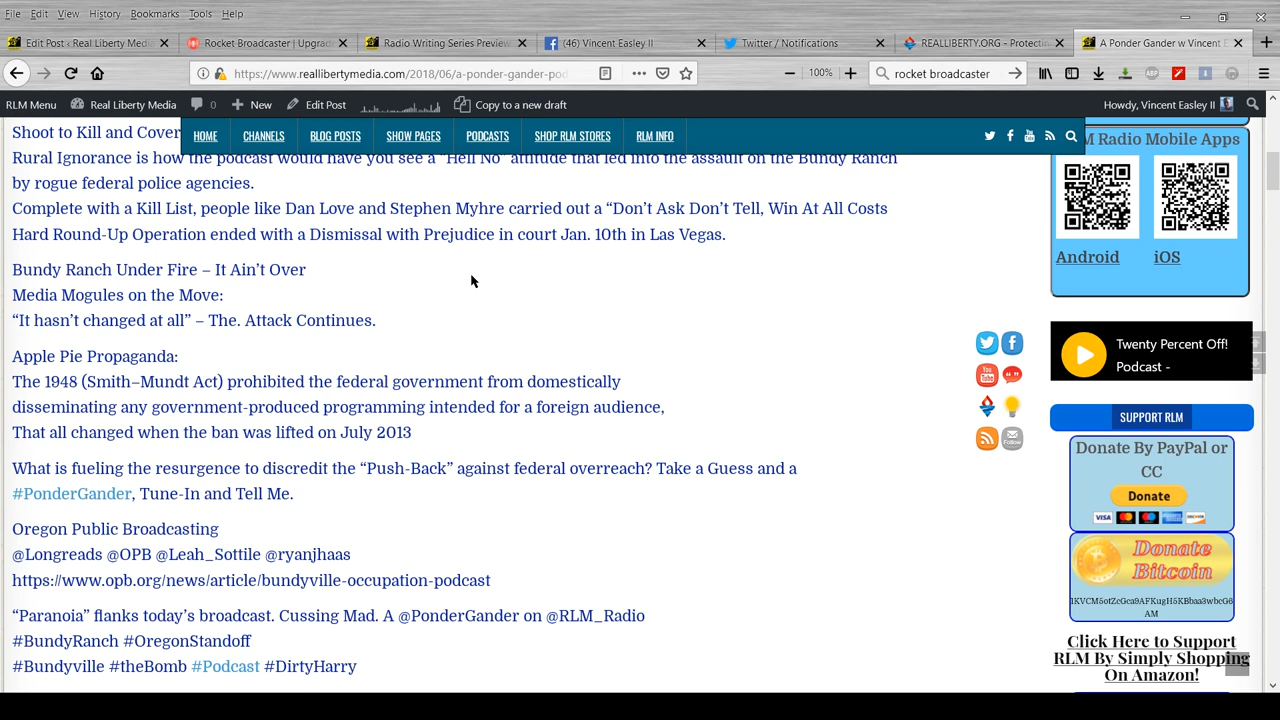 File Edit View History Bookmarks Tools Help
Edit Post ‹ Real Liberty Media
Rocket Broadcaster | Upgrad
Radio Writing Series Preview
(46) Vincent Easley II
Twitter / Notifications
REALLIBERTY.ORG - Protectin
A Ponder Gander w Vincent E
https://www.reallibertymedia.com/2018/06/a-ponder-gander-pod
100%
rocket broadcaster
ABP
RLM Menu Real Liberty Media 0 New Edit Post Copy to a new draft Howdy, Vincent Easley II
HOME CHANNELS BLOG POSTS SHOW PAGES PODCASTS SHOP RLM STORES RLM INFO
Shoot to Kill and Cover
Rural Ignorance is how the podcast would have you see a “Hell No” attitude that led into the assault on the Bundy Ranch
by rogue federal police agencies.
Complete with a Kill List, people like Dan Love and Stephen Myhre carried out a “Don’t Ask Don’t Tell, Win At All Costs
Hard Round-Up Operation ended with a Dismissal with Prejudice in court Jan. 10th in Las Vegas.
Bundy Ranch Under Fire – It Ain’t Over
Media Mogules on the Move:
“It hasn’t changed at all” – The. Attack Continues.
Apple Pie Propaganda:
The 1948 (Smith–Mundt Act) prohibited the federal government from domestically
disseminating any government-produced programming intended for a foreign audience,
That all changed when the ban was lifted on July 2013
What is fueling the resurgence to discredit the “Push-Back” against federal overreach? Take a Guess and a
#PonderGander, Tune-In and Tell Me.
Oregon Public Broadcasting
@Longreads @OPB @Leah_Sottile @ryanjhaas
https://www.opb.org/news/article/bundyville-occupation-podcast
“Paranoia” flanks today’s broadcast. Cussing Mad. A @PonderGander on @RLM_Radio
#BundyRanch #OregonStandoff
#Bundyville #theBomb #Podcast #DirtyHarry
M Radio Mobile Apps
Android iOS
You Tube
Follow
Twenty Percent Off!
Podcast -
SUPPORT RLM
Donate By PayPal or
CC
Donate
VISA AMEX DISCOVER
Donate
Bitcoin
1KVCM5otZcGca9AFKugH5KBbaa3wbcG6
AM
Click Here to Support
RLM By Simply Shopping
On Amazon!